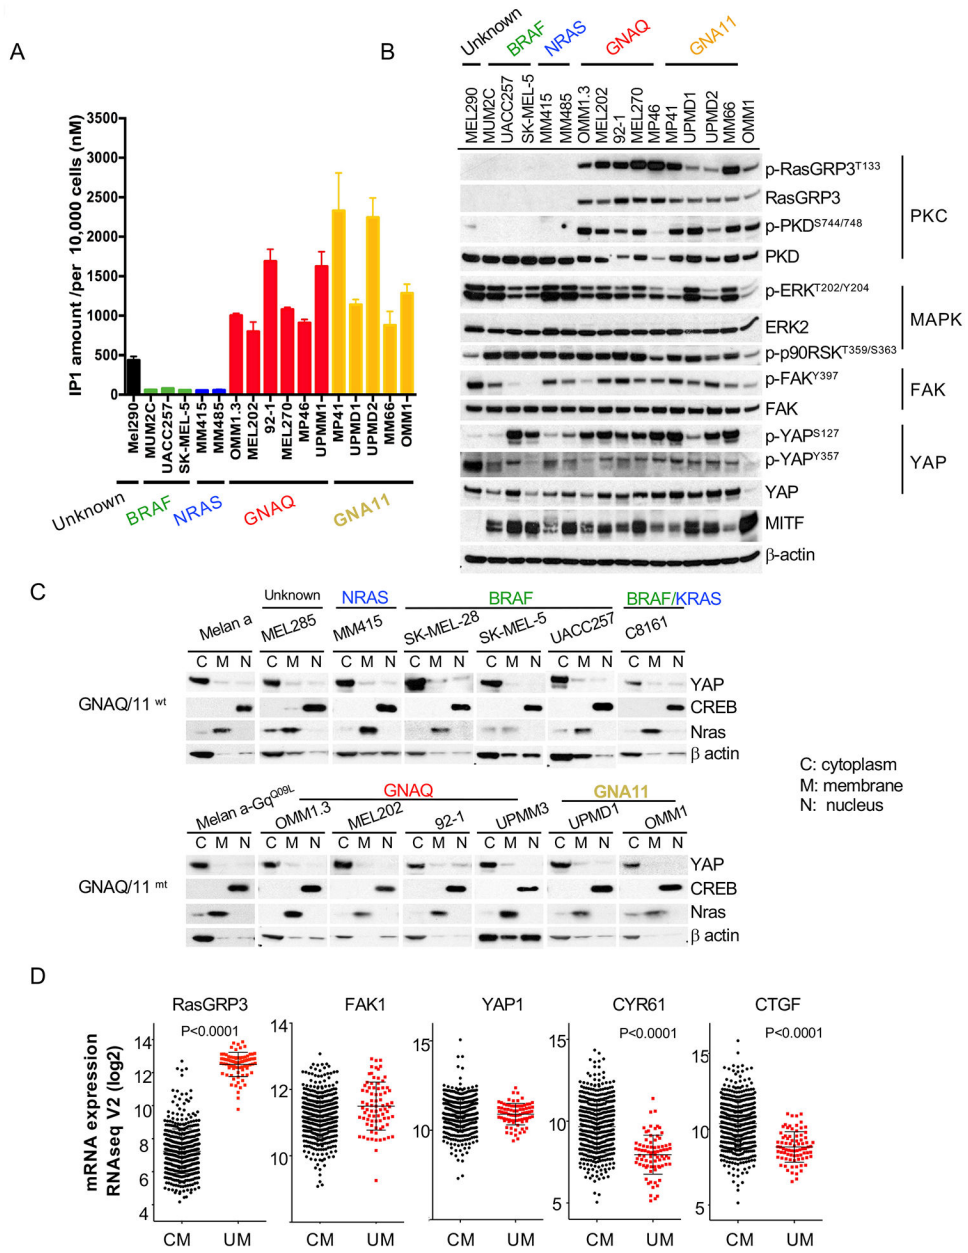 A
IP1 amount /per 10,000 cells (nM)
3500
3000
2500
2000
1500
1000
500
0
Mel290
MUM2C
UACC257
SK-MEL-5
MM415
MM485
OMM1.3
MEL202
92-1
MEL270
MP46
UPMM1
MP41
UPMD1
UPMD2
MM66
OMM1
Unknown
BRAF
NRAS
GNAQ
GNA11
B
Unknown
BRAF
NRAS
GNAQ
GNA11
MEL290
MUM2C
UACC257
SK-MEL-5
MM415
MM485
OMM1.3
MEL202
92-1
MEL270
MP46
MP41
UPMD1
UPMD2
MM66
OMM1
p-RasGRP3T133
RasGRP3
p-PKDS744/748
PKD
PKC
p-ERKT202/Y204
ERK2
p-p90RSKT359/S363
MAPK
p-FAKY397
FAK
FAK
p-YAPS127
p-YAPY357
YAP
YAP
MITF
β-actin
C
Unknown NRAS BRAF BRAF/KRAS
Melan a MEL285 MM415 SK-MEL-28 SK-MEL-5 UACC257 C8161
C M N C M N C M N C M N C M N C M N C M N
YAP
GNAQ/11 wt
CREB
Nras
β actin
C: cytoplasm
M: membrane
N: nucleus
GNAQ GNA11
Melan a-GqQ09L OMM1.3 MEL202 92-1 UPMM3 UPMD1 OMM1
C M N C M N C M N C M N C M N C M N C M N
YAP
GNAQ/11 mt
CREB
Nras
β actin
D
mRNA expression
RNAseq V2 (log2)
RasGRP3
P<0.0001
14
12
10
8
6
4
CM UM
FAK1
14
12
10
CM UM
YAP1
15
10
5
CM UM
CYR61
P<0.0001
15
10
5
CM UM
CTGF
P<0.0001
15
10
5
CM UM